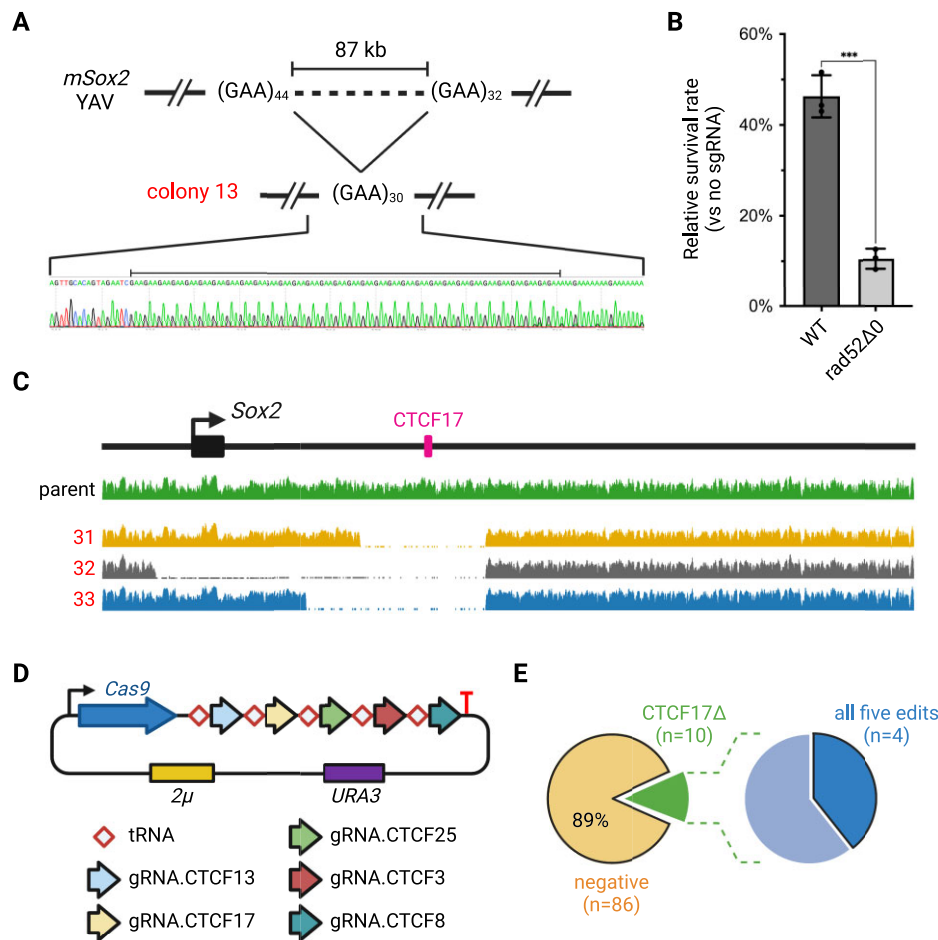 A
87 kb
mSox2
YAV
(GAA)44
(GAA)32
colony 13
(GAA)30
B
Relative survival rate
(vs no sgRNA)
60%
40%
20%
0%
***
WT
rad52Δ0
C
Sox2
CTCF17
parent
31
32
33
D
Cas9
2µ
URA3
tRNA
gRNA.CTCF13
gRNA.CTCF17
gRNA.CTCF25
gRNA.CTCF3
gRNA.CTCF8
E
CTCF17Δ
(n=10)
all five edits
(n=4)
89%
negative
(n=86)